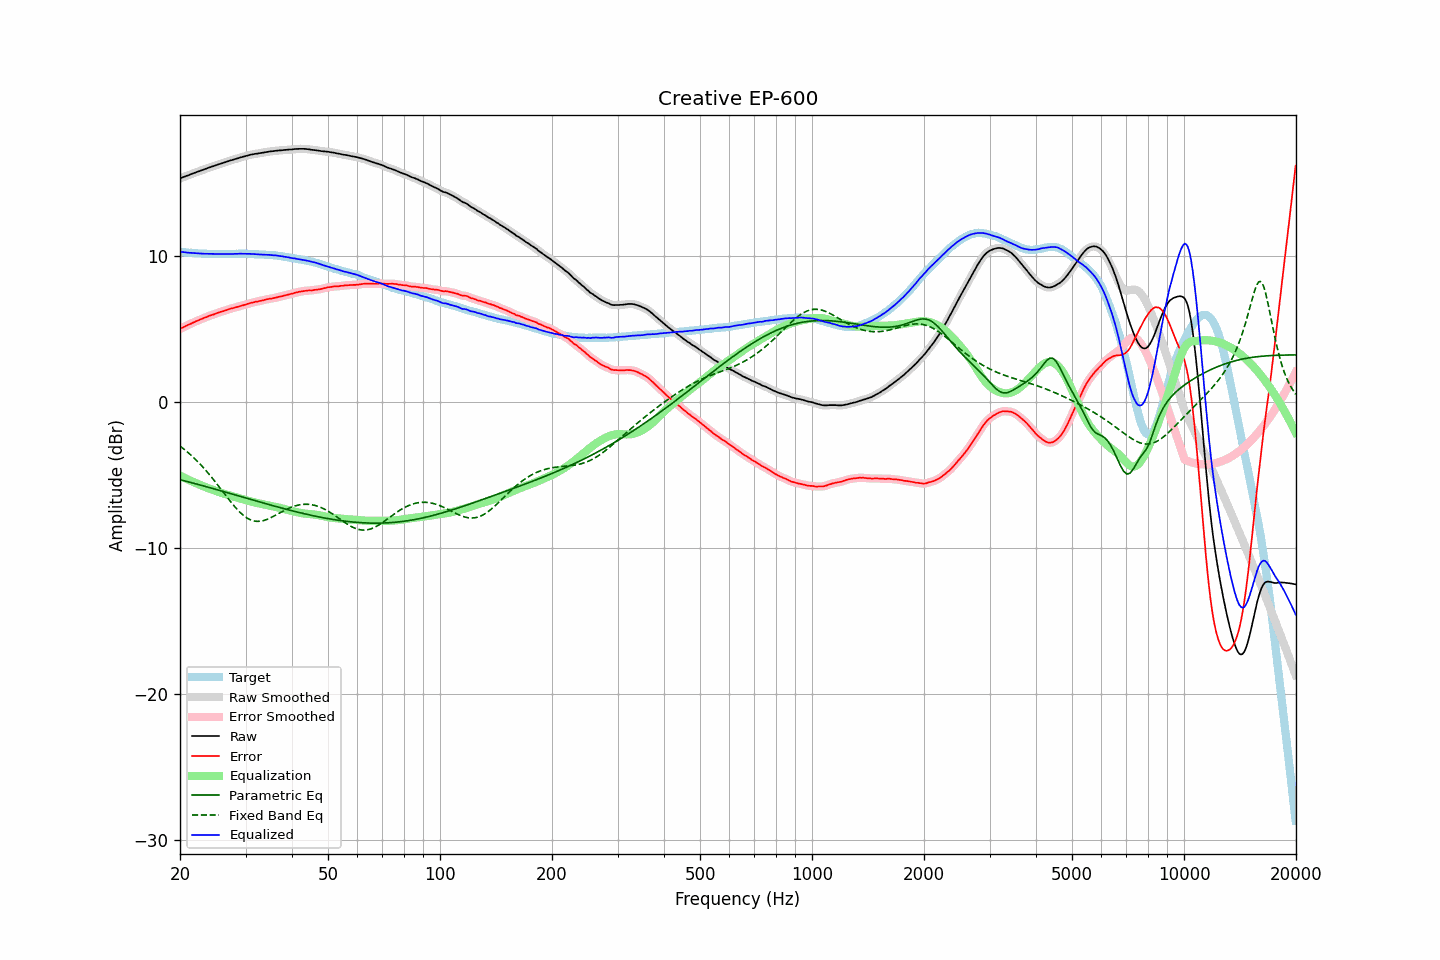 Creative EP-600
Amplitude (dBr)
10
0
−10
−20
−30
Target
Raw Smoothed
Error Smoothed
Raw
Error
Equalization
Parametric Eq
Fixed Band Eq
Equalized
20 50 100 200 500 1000 2000 5000 10000 20000
Frequency (Hz)